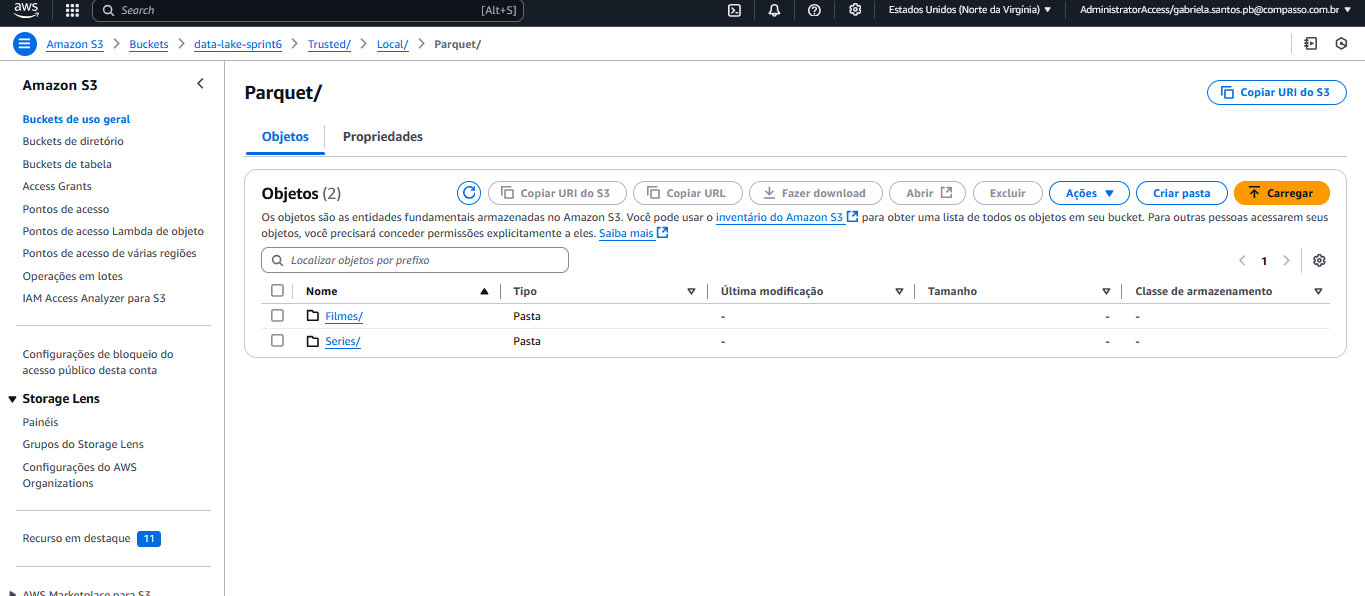 aws
Search [Alt+S] Estados Unidos (Norte da Virgínia) AdministratorAccess/gabriela.santos.pb@compasso.com.br
Amazon S3 > Buckets > data-lake-sprint6 > Trusted/ > Local/ > Parquet/
Amazon S3
Buckets de uso geral
Buckets de diretório
Buckets de tabela
Access Grants
Pontos de acesso
Pontos de acesso Lambda de objeto
Pontos de acesso de várias regiões
Operações em lotes
IAM Access Analyzer para S3
Configurações de bloqueio do
acesso público desta conta
Storage Lens
Painéis
Grupos do Storage Lens
Configurações do AWS
Organizations
Recurso em destaque 11
AWS Marketplace para S3
Parquet/
Copiar URI do S3
Objetos Propriedades
Objetos (2) Copiar URI do S3 Copiar URL Fazer download Abrir Excluir Ações Criar pasta Carregar
Os objetos são as entidades fundamentais armazenadas no Amazon S3. Você pode usar o inventário do Amazon S3 para obter uma lista de todos os objetos em seu bucket. Para outras pessoas acessarem seus
objetos, você precisará conceder permissões explicitamente a eles. Saiba mais
Localizar objetos por prefixo
1
Nome Tipo Última modificação Tamanho Classe de armazenamento
Filmes/ Pasta - - -
Series/ Pasta - - -